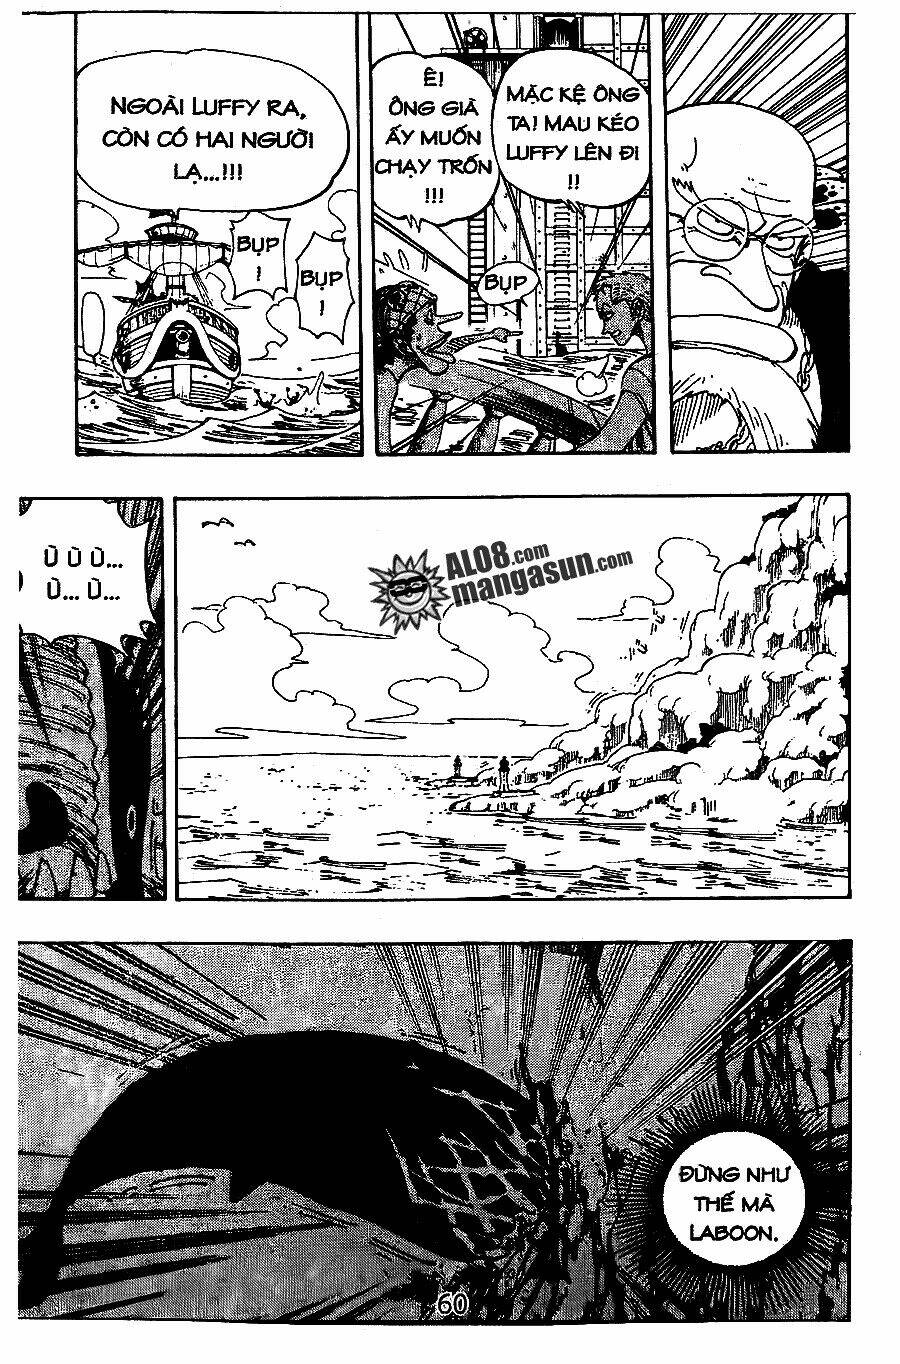 NGOÀI LUFFY RA,
CÒN CÓ HAI NGƯỜI
LẠ...!!!
BỤP
!
BỤP
!
Ê!
ÔNG GIÀ
ẤY MUỐN
CHẠY TRỐN
!!!
MẶC KỆ ÔNG
TA! MAU KÉO
LUFFY LÊN ĐI
!!
BỤP
Ù Ù Ù...
Ù... Ù...
ALO8.com
mangasun.com
ĐỪNG NHƯ
THẾ MÀ
LABOON.
60